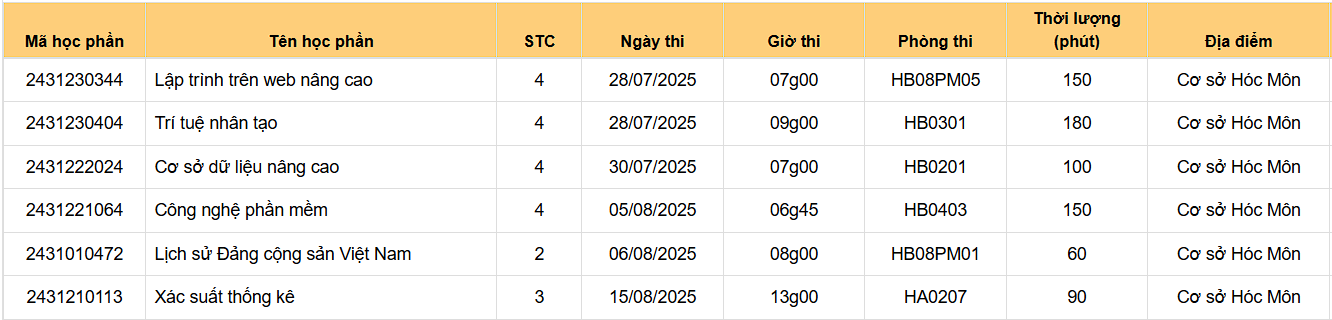 Mã học phần Tên học phần STC Ngày thi Giờ thi Phòng thi Thời lượng (phút) Địa điểm
2431230344 Lập trình trên web nâng cao 4 28/07/2025 07g00 HB08PM05 150 Cơ sở Hóc Môn
2431230404 Trí tuệ nhân tạo 4 28/07/2025 09g00 HB0301 180 Cơ sở Hóc Môn
2431222024 Cơ sở dữ liệu nâng cao 4 30/07/2025 07g00 HB0201 100 Cơ sở Hóc Môn
2431221064 Công nghệ phần mềm 4 05/08/2025 06g45 HB0403 150 Cơ sở Hóc Môn
2431010472 Lịch sử Đảng cộng sản Việt Nam 2 06/08/2025 08g00 HB08PM01 60 Cơ sở Hóc Môn
2431210113 Xác suất thống kê 3 15/08/2025 13g00 HA0207 90 Cơ sở Hóc Môn